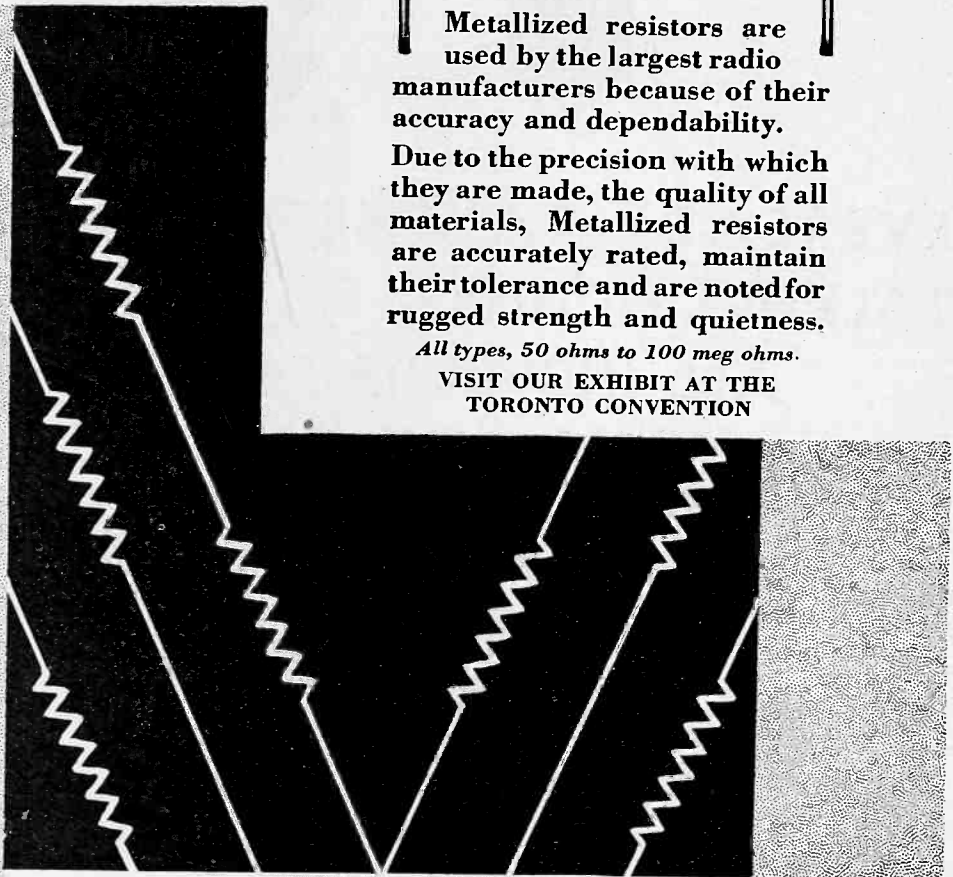 Metallized resistors are
used by the largest radio
manufacturers because of their
accuracy and dependability.
Due to the precision with which
they are made, the quality of all
materials, Metallized resistors
are accurately rated, maintain
their tolerance and are noted for
rugged strength and quietness.
All types, 50 ohms to 100 meg ohms.
VISIT OUR EXHIBIT AT THE
TORONTO CONVENTION